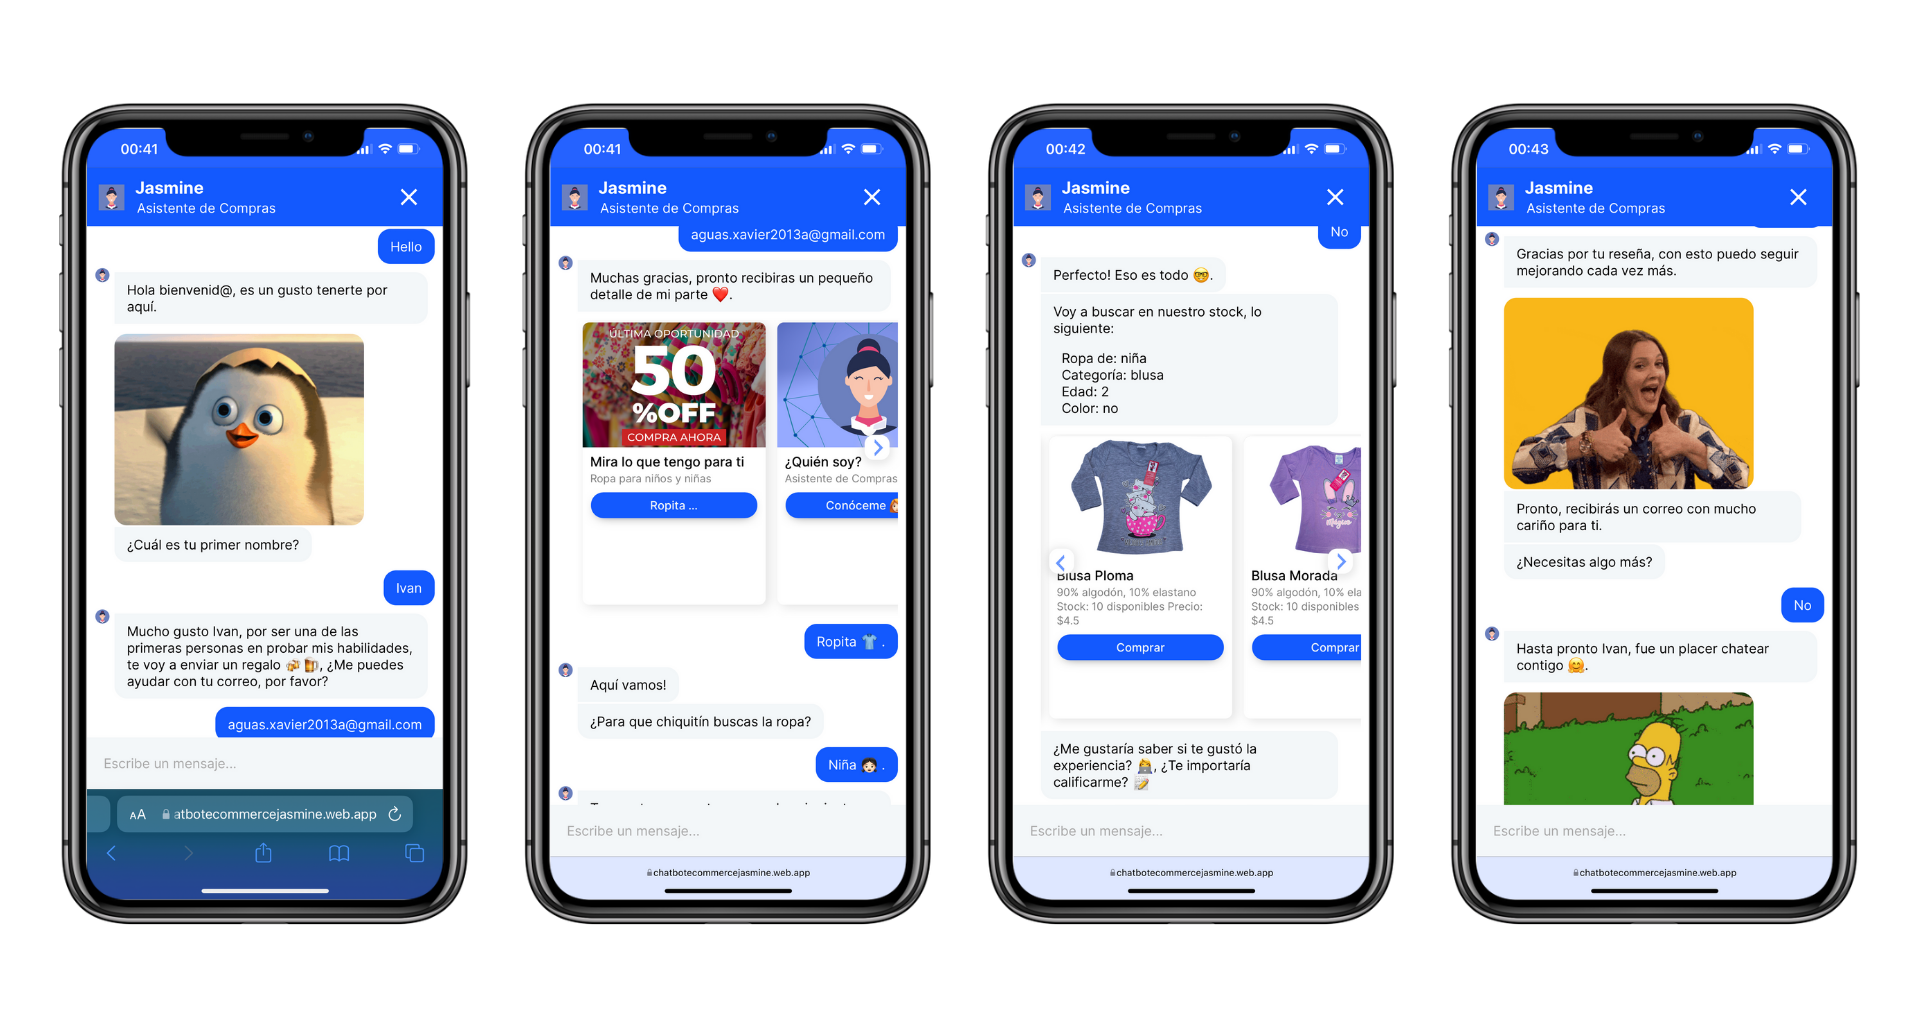 00:41
Jasmine
Asistente de Compras
Hello
Hola bienvenid@, es un gusto tenerte por
aquí.
¿Cuál es tu primer nombre?
Ivan
Mucho gusto Ivan, por ser una de las
primeras personas en probar mis habilidades,
te voy a enviar un regalo 🍻 🍺, ¿Me puedes
ayudar con tu correo, por favor?
aguas.xavier2013a@gmail.com
Escribe un mensaje...
AA atbotecommercejasmine.web.app
00:41
Jasmine
Asistente de Compras
aguas.xavier2013a@gmail.com
Muchas gracias, pronto recibiras un pequeño
detalle de mi parte ❤️.
ÚLTIMA OPORTUNIDAD
50
%OFF
COMPRA AHORA
Mira lo que tengo para ti
Ropa para niños y niñas
Ropita ...
¿Quién soy?
Asistente de Compras
Conóceme
Ropita 👕 .
Aquí vamos!
¿Para que chiquitín buscas la ropa?
Niña 👧🏻 .
Escribe un mensaje...
chatbotecommercejasmine.web.app
00:42
Jasmine
Asistente de Compras
No
Perfecto! Eso es todo 🤓.
Voy a buscar en nuestro stock, lo
siguiente:
Ropa de: niña
Categoría: blusa
Edad: 2
Color: no
Blusa Ploma
90% algodón, 10% elastano
Stock: 10 disponibles Precio:
$4.5
Comprar
Blusa Morada
90% algodón, 10% ela
Stock: 10 disponibles
$4.5
Comprar
¿Me gustaría saber si te gustó la
experiencia? 👩‍💻, ¿Te importaría
calificarme? 📝
Escribe un mensaje...
chatbotecommercejasmine.web.app
00:43
Jasmine
Asistente de Compras
Gracias por tu reseña, con esto puedo seguir
mejorando cada vez más.
Pronto, recibirás un correo con mucho
cariño para ti.
¿Necesitas algo más?
No
Hasta pronto Ivan, fue un placer chatear
contigo 🤗.
Escribe un mensaje...
chatbotecommercejasmine.web.app